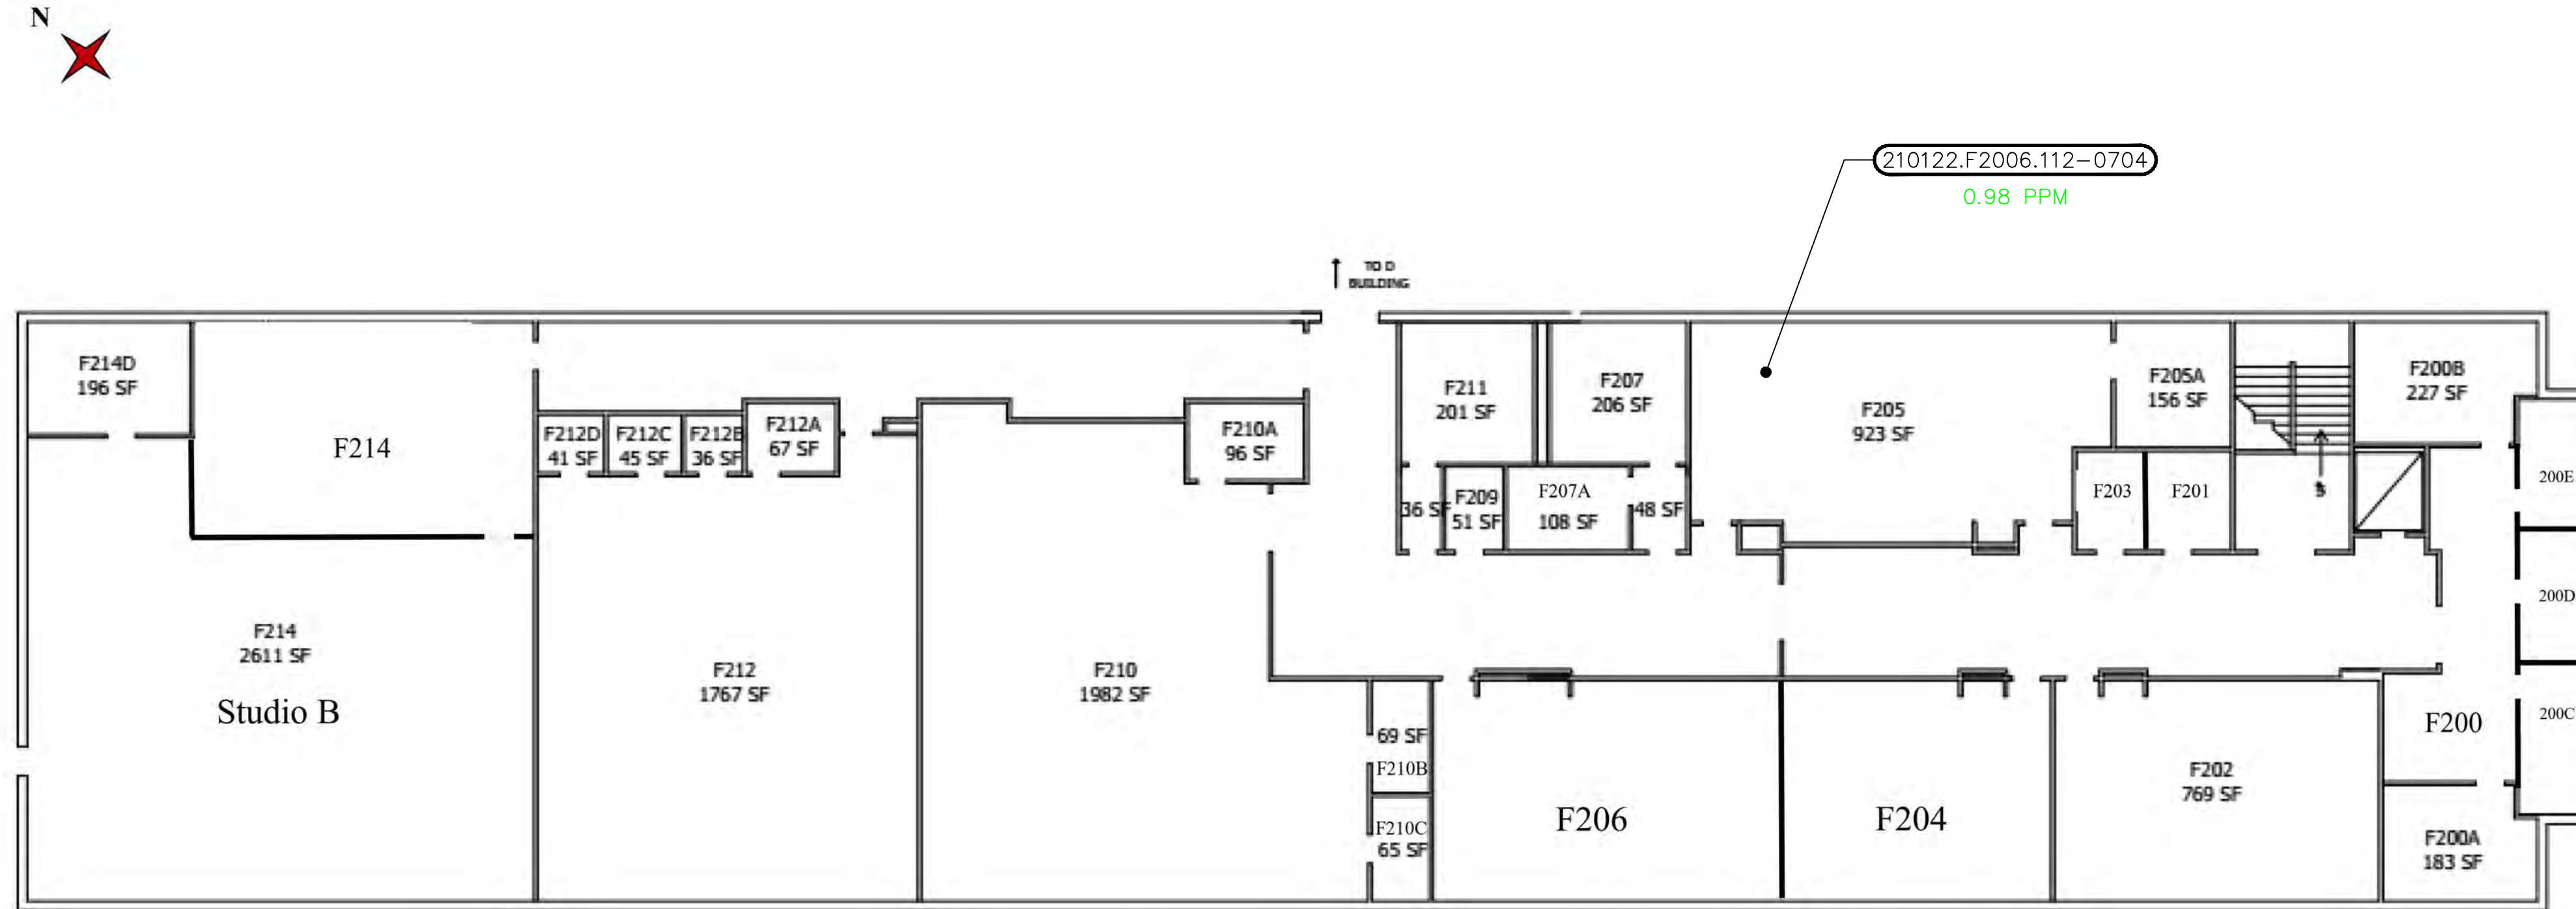 N
210122.F2006.112-0704
0.98 PPM
TO D
BUILDING
F214D
196 SF
F214
F212D
41 SF
F212C
45 SF
F212B
36 SF
F212A
67 SF
F210A
96 SF
F211
201 SF
F207
206 SF
F205
923 SF
F205A
156 SF
F200B
227 SF
36 SF
F209
51 SF
F207A
108 SF
48 SF
F203
F201
200E
200D
200C
F214
2611 SF
Studio B
F212
1767 SF
F210
1982 SF
69 SF
F210B
F210C
65 SF
F206
F204
F202
769 SF
F200
F200A
183 SF